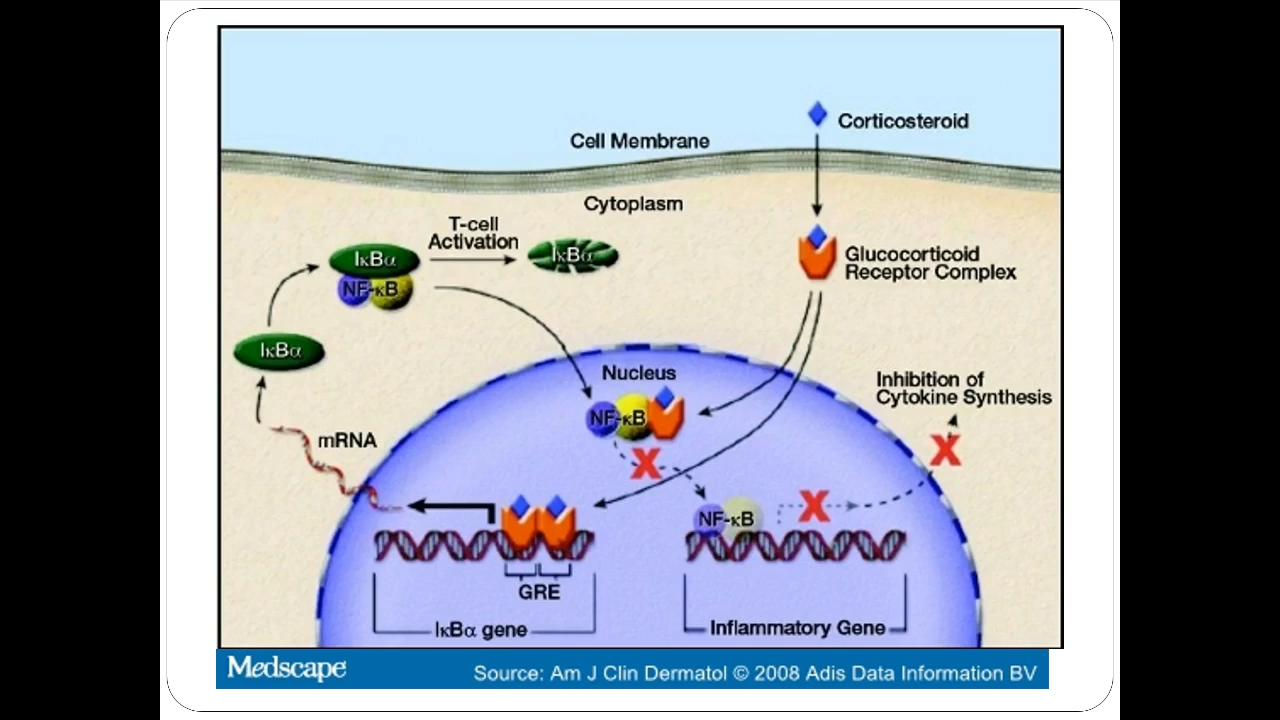 Corticosteroid
Cell Membrane
Cytoplasm
T-cell
Activation
IκBα
IκBα
NF-κB
Glucocorticoid
Receptor Complex
IκBα
Nucleus
Inhibition of
Cytokine Synthesis
NF-κB
mRNA
X
X
X
NF-κB
GRE
IκBα gene
Inflammatory Gene
Medscape
Source: Am J Clin Dermatol © 2008 Adis Data Information BV